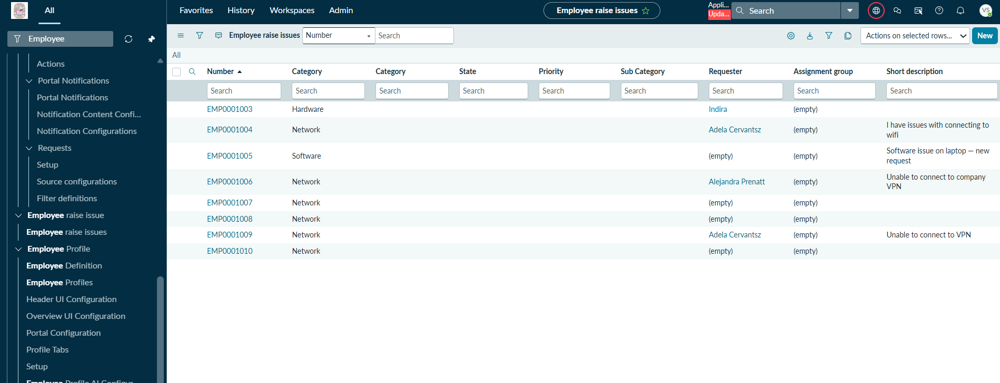 All
Favorites
History
Workspaces
Admin
Employee raise issues
Appli...
Upda...
Search
VS
Employee
Actions
Portal Notifications
Portal Notifications
Notification Content Confi...
Notification Configurations
Requests
Setup
Source configurations
Filter definitions
Employee raise issue
Employee raise issues
Employee Profile
Employee Definition
Employee Profiles
Header UI Configuration
Overview UI Configuration
Portal Configuration
Profile Tabs
Setup
Employee Profile AI Configur
Employee raise issues Number Search Actions on selected rows... New
All
Number Category Category State Priority Sub Category Requester Assignment group Short description
Search Search Search Search Search Search Search Search Search
EMP0001003 Hardware Indira (empty)
EMP0001004 Network Adela Cervantsz (empty) I have issues with connecting to
wifi
EMP0001005 Software (empty) (empty) Software issue on laptop — new
request
EMP0001006 Network Alejandra Prenatt (empty) Unable to connect to company
VPN
EMP0001007 Network (empty) (empty)
EMP0001008 Network (empty) (empty)
EMP0001009 Network Adela Cervantsz (empty) Unable to connect to VPN
EMP0001010 Network (empty) (empty)